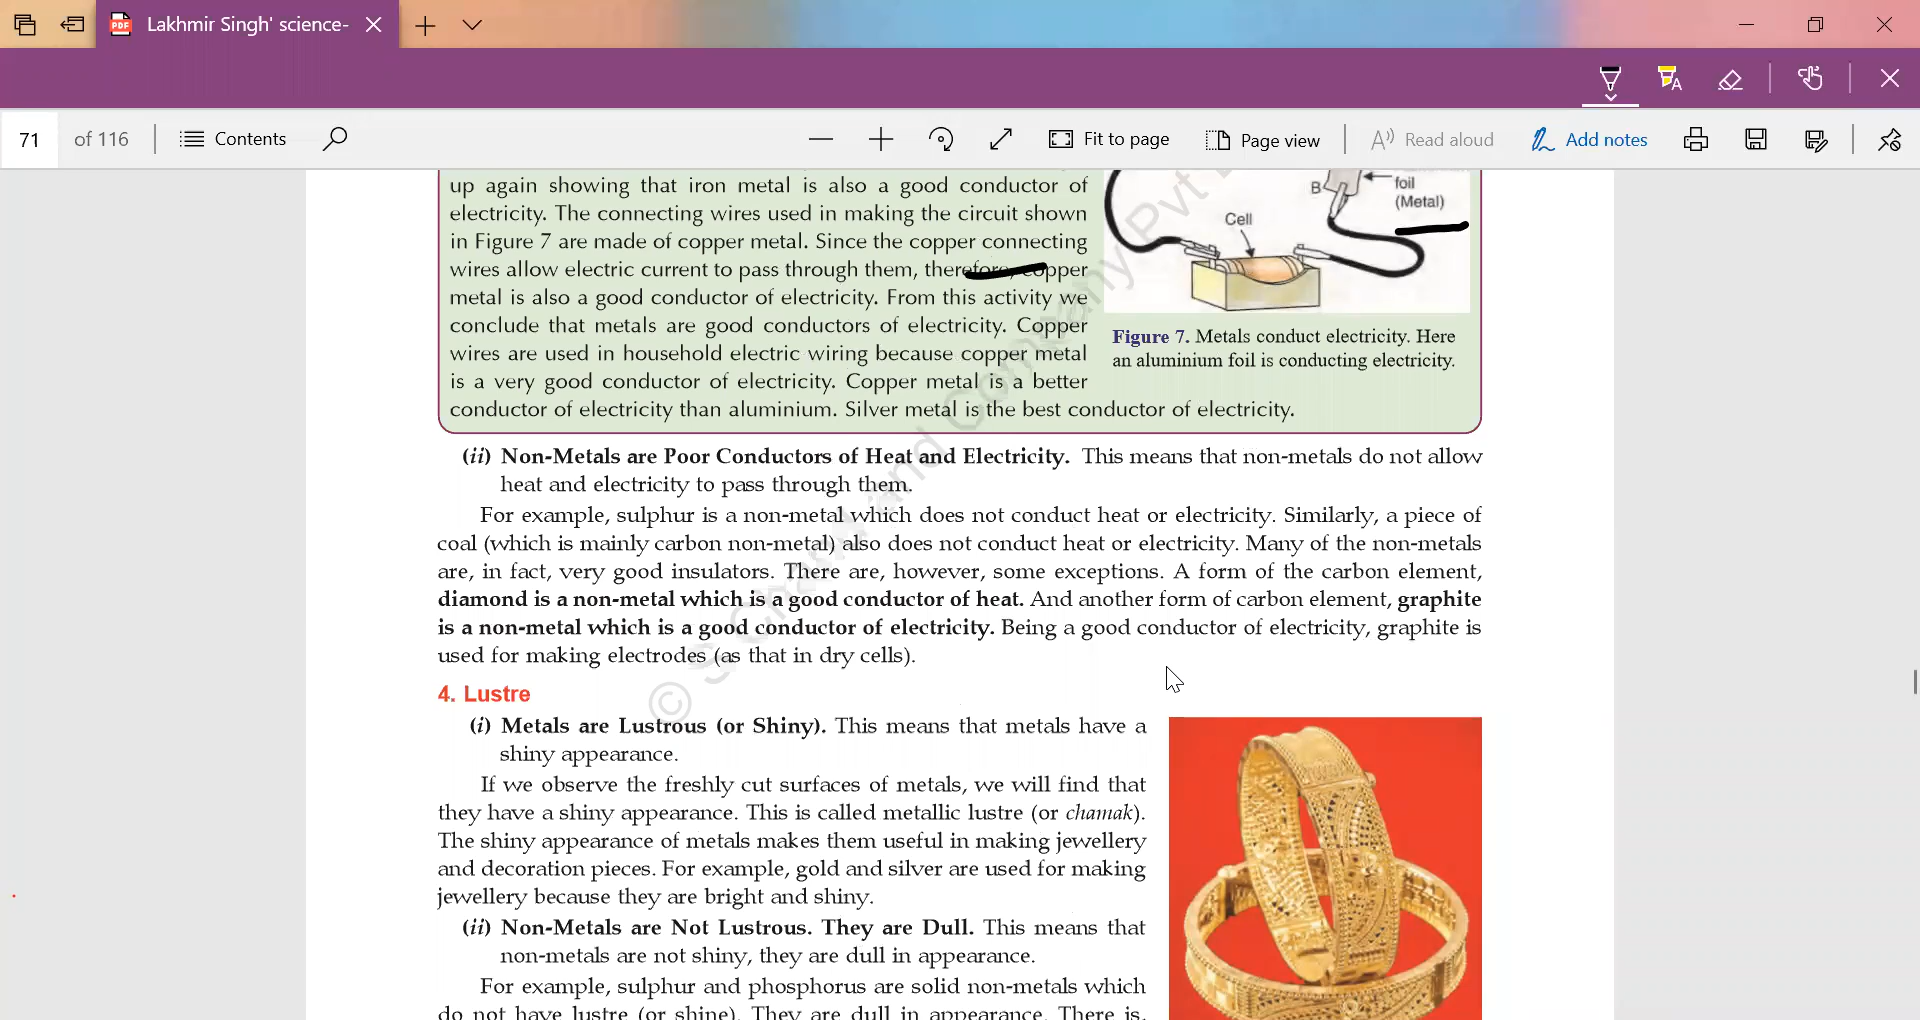 Lakhmir Singh' science-
71 of 116 Contents Fit to page Page view Read aloud Add notes
up again showing that iron metal is also a good conductor of
electricity. The connecting wires used in making the circuit shown
in Figure 7 are made of copper metal. Since the copper connecting
wires allow electric current to pass through them, therefore, copper
metal is also a good conductor of electricity. From this activity we
conclude that metals are good conductors of electricity. Copper
wires are used in household electric wiring because copper metal
is a very good conductor of electricity. Copper metal is a better
conductor of electricity than aluminium. Silver metal is the best conductor of electricity.
B
foil
(Metal)
Cell
Figure 7. Metals conduct electricity. Here
an aluminium foil is conducting electricity.
(ii) Non-Metals are Poor Conductors of Heat and Electricity. This means that non-metals do not allow
heat and electricity to pass through them.
For example, sulphur is a non-metal which does not conduct heat or electricity. Similarly, a piece of
coal (which is mainly carbon non-metal) also does not conduct heat or electricity. Many of the non-metals
are, in fact, very good insulators. There are, however, some exceptions. A form of the carbon element,
diamond is a non-metal which is a good conductor of heat. And another form of carbon element, graphite
is a non-metal which is a good conductor of electricity. Being a good conductor of electricity, graphite is
used for making electrodes (as that in dry cells).
4. Lustre
(i) Metals are Lustrous (or Shiny). This means that metals have a
shiny appearance.
If we observe the freshly cut surfaces of metals, we will find that
they have a shiny appearance. This is called metallic lustre (or chamak).
The shiny appearance of metals makes them useful in making jewellery
and decoration pieces. For example, gold and silver are used for making
jewellery because they are bright and shiny.
(ii) Non-Metals are Not Lustrous. They are Dull. This means that
non-metals are not shiny, they are dull in appearance.
For example, sulphur and phosphorus are solid non-metals which
do not have lustre (or shine). They are dull in appearance. There is,